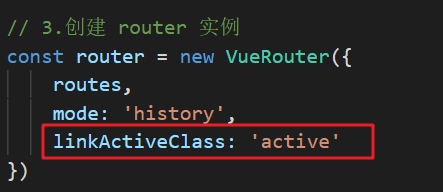 // 3.创建 router 实例
const router = new VueRouter({
routes,
mode: 'history',
linkActiveClass: 'active'
})